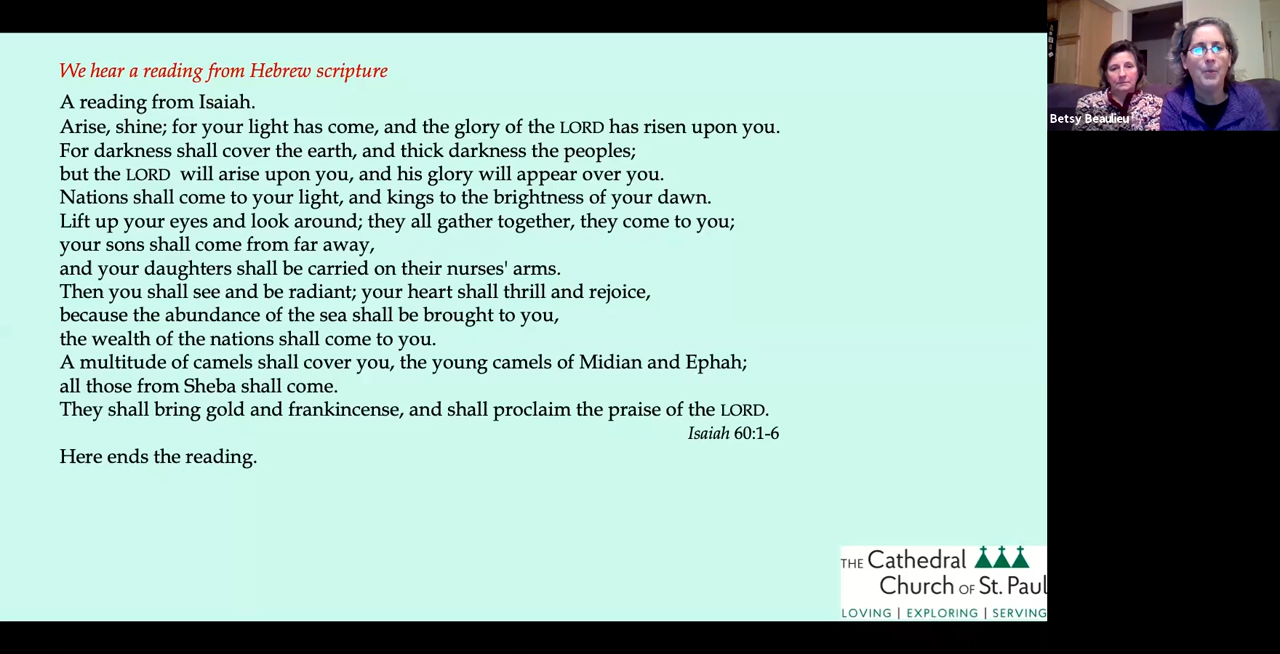 We hear a reading from Hebrew scripture
A reading from Isaiah.
Arise, shine; for your light has come, and the glory of the LORD has risen upon you.
For darkness shall cover the earth, and thick darkness the peoples;
but the LORD will arise upon you, and his glory will appear over you.
Nations shall come to your light, and kings to the brightness of your dawn.
Lift up your eyes and look around; they all gather together, they come to you;
your sons shall come from far away,
and your daughters shall be carried on their nurses' arms.
Then you shall see and be radiant; your heart shall thrill and rejoice,
because the abundance of the sea shall be brought to you,
the wealth of the nations shall come to you.
A multitude of camels shall cover you, the young camels of Midian and Ephah;
all those from Sheba shall come.
They shall bring gold and frankincense, and shall proclaim the praise of the LORD.
Isaiah 60:1-6
Here ends the reading.
Betsy Beaulieu
THE Cathedral
Church OF St. Paul
LOVING | EXPLORING | SERVING